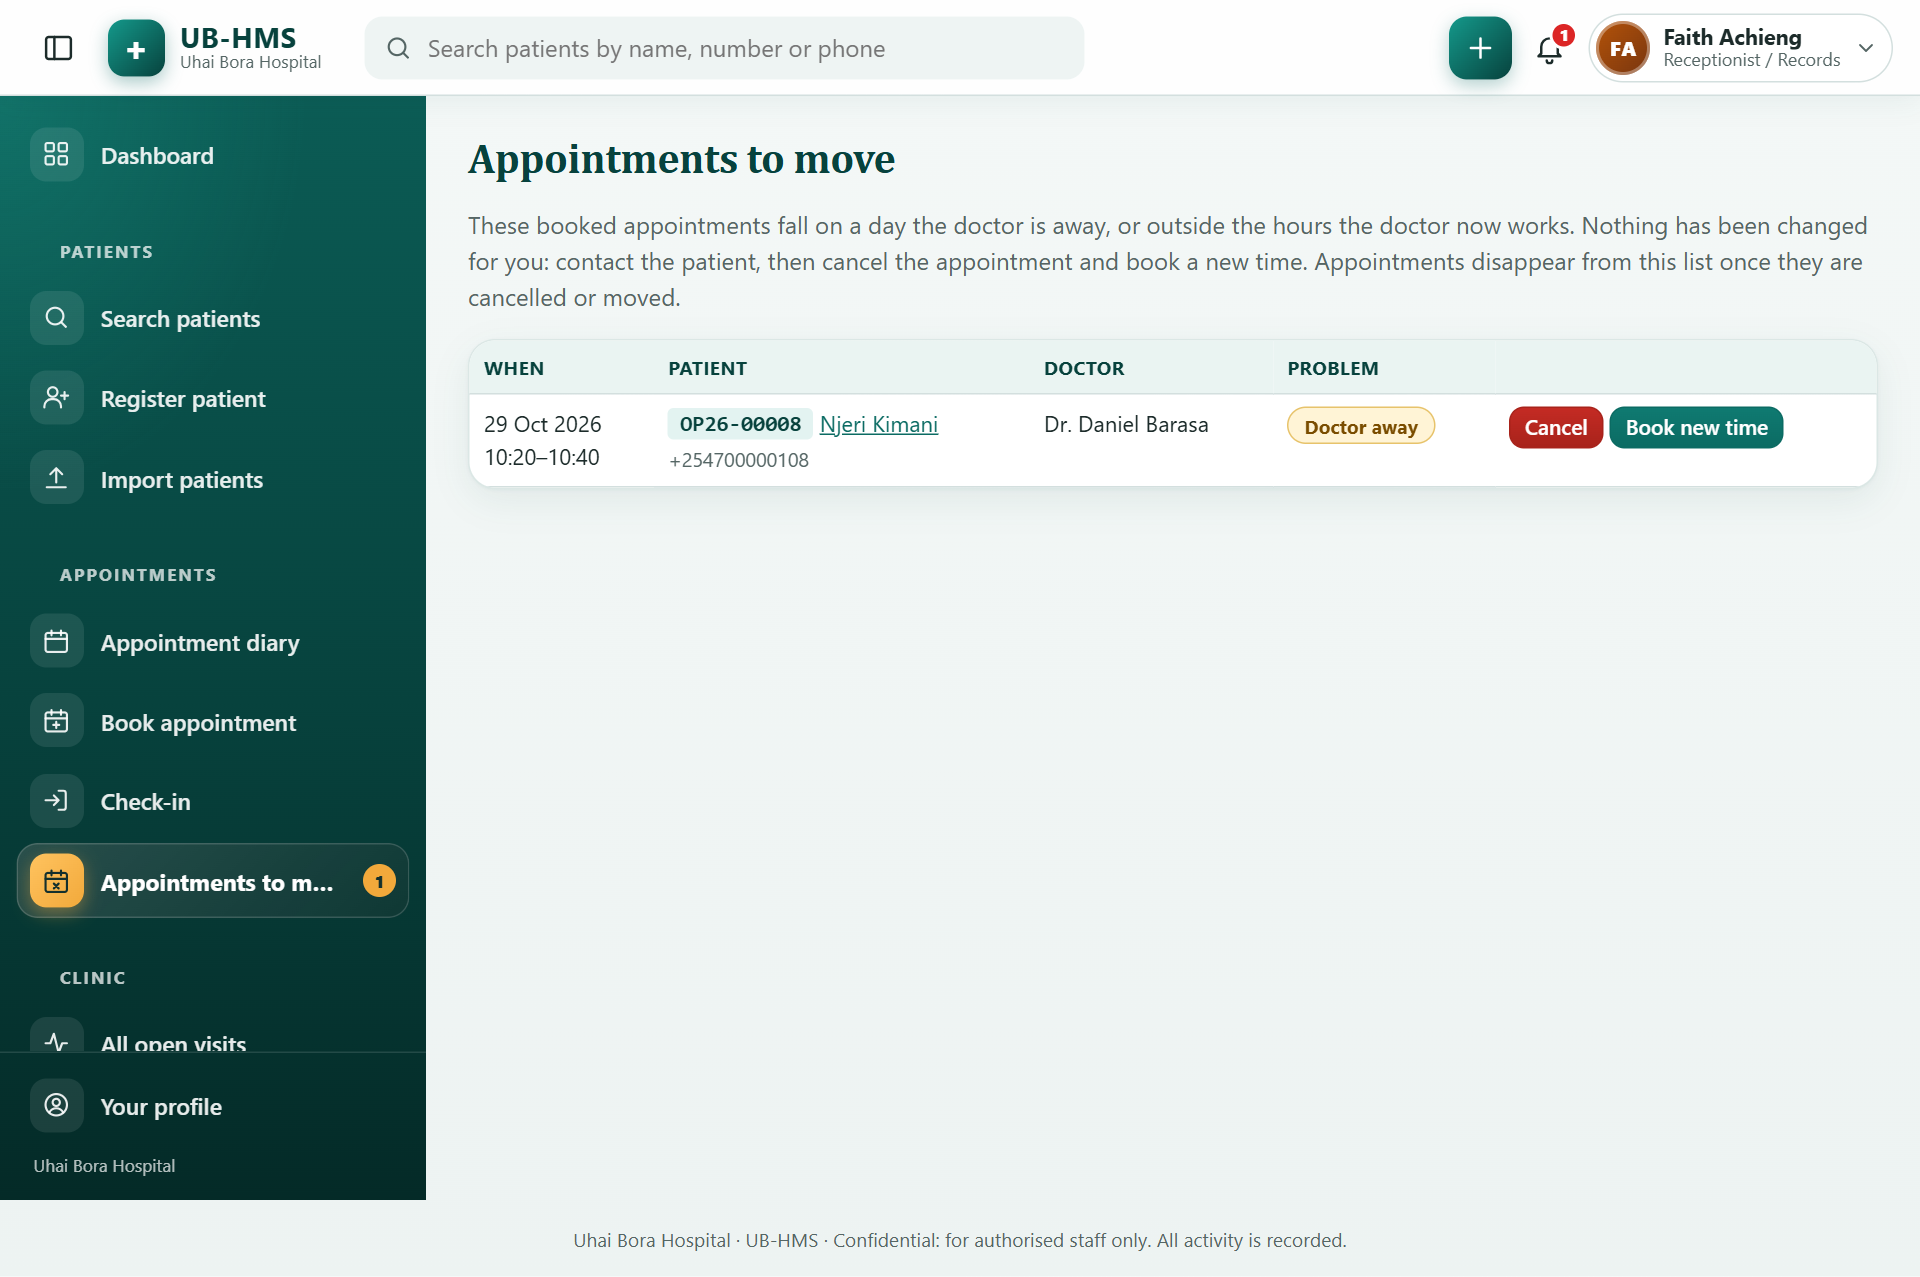 UB-HMS
Uhai Bora Hospital
Search patients by name, number or phone
1
FA
Faith Achieng
Receptionist / Records
Dashboard
PATIENTS
Search patients
Register patient
Import patients
APPOINTMENTS
Appointment diary
Book appointment
Check-in
Appointments to m... 1
CLINIC
All open visits
Your profile
Uhai Bora Hospital
Appointments to move
These booked appointments fall on a day the doctor is away, or outside the hours the doctor now works. Nothing has been changed
for you: contact the patient, then cancel the appointment and book a new time. Appointments disappear from this list once they are
cancelled or moved.
WHEN PATIENT DOCTOR PROBLEM
29 Oct 2026 OP26-00008 Njeri Kimani Dr. Daniel Barasa Doctor away Cancel Book new time
10:20–10:40 +254700000108
Uhai Bora Hospital · UB-HMS · Confidential: for authorised staff only. All activity is recorded.